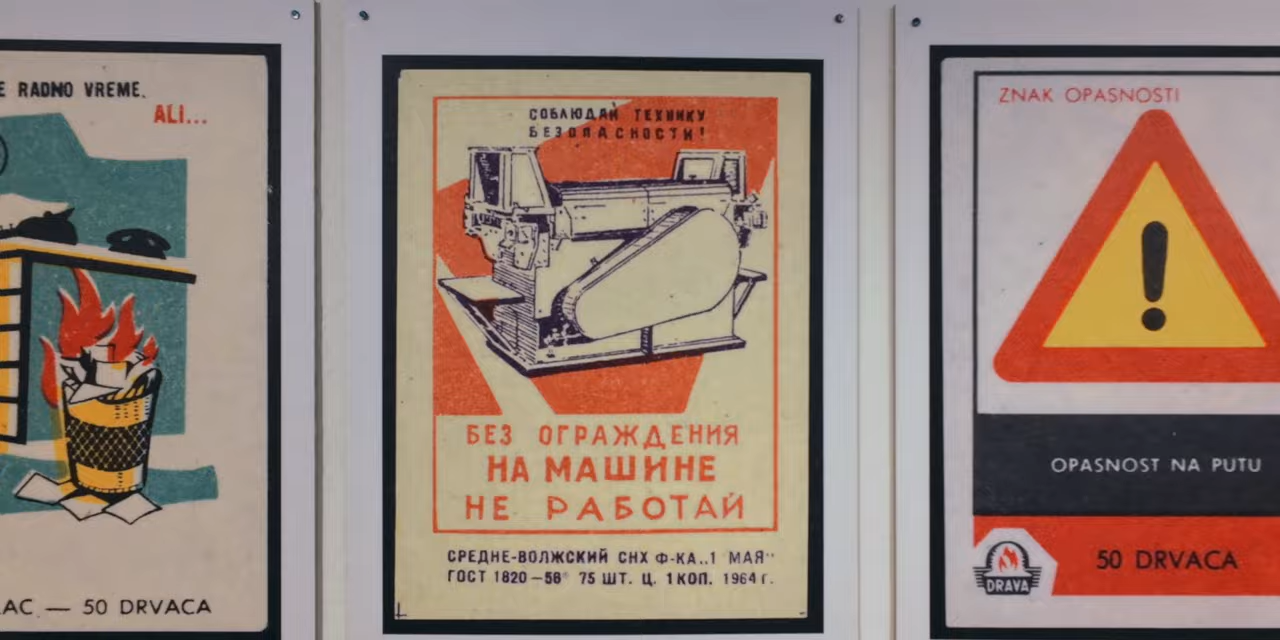 E RADNO VREME.
ALI...
AC — 50 DRVACA
СОБЛЮДАЙ ТЕХНИКУ
БЕЗОПАСНОСТИ!
БЕЗ ОГРАЖДЕНИЯ
НА МАШИНЕ
НЕ РАБОТАЙ
СРЕДНЕ-ВОЛЖСКИЙ СНХ Ф-КА „1 МАЯ"
ГОСТ 1820—56 75 ШТ. Ц. 1 КОП. 1964 г.
ZNAK OPASNOSTI
OPASNOST NA PUTU
50 DRVACA
DRAVA